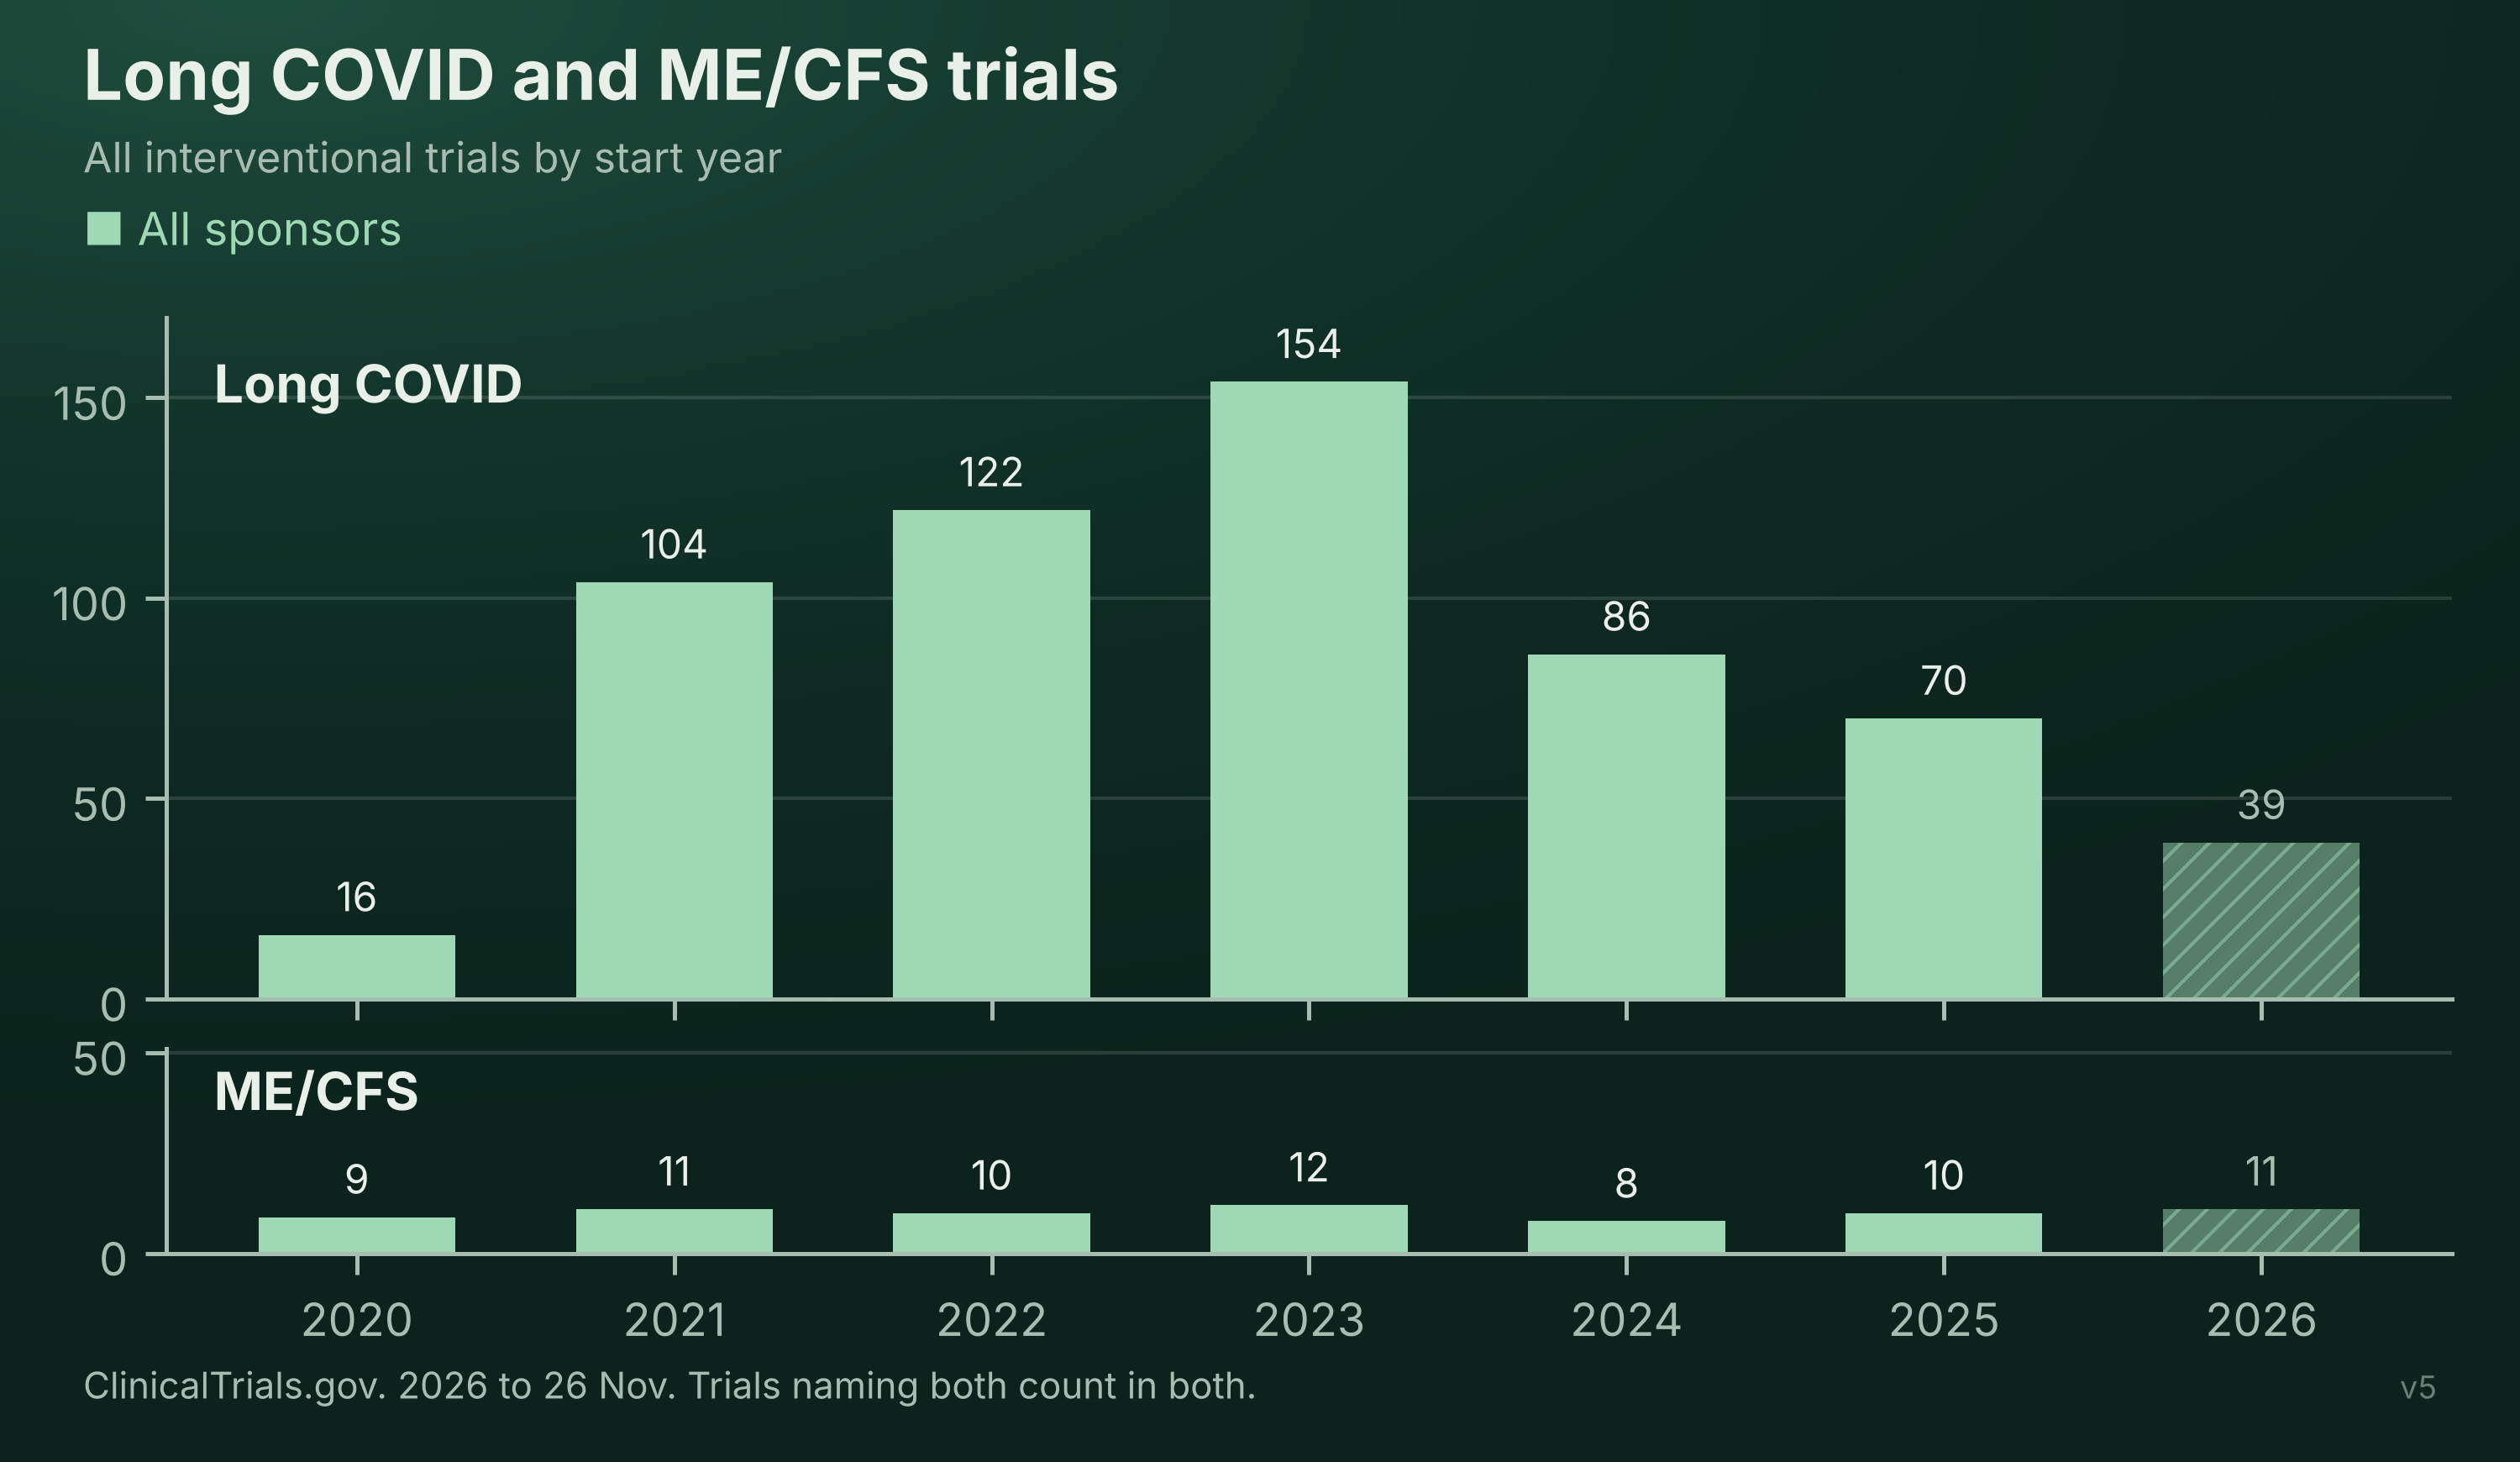 Long COVID and ME/CFS trials
All interventional trials by start year
All sponsors
Long COVID
150
100
50
0
16
104
122
154
86
70
39
ME/CFS
50
0
9
11
10
12
8
10
11
2020 2021 2022 2023 2024 2025 2026
ClinicalTrials.gov. 2026 to 26 Nov. Trials naming both count in both.
v5